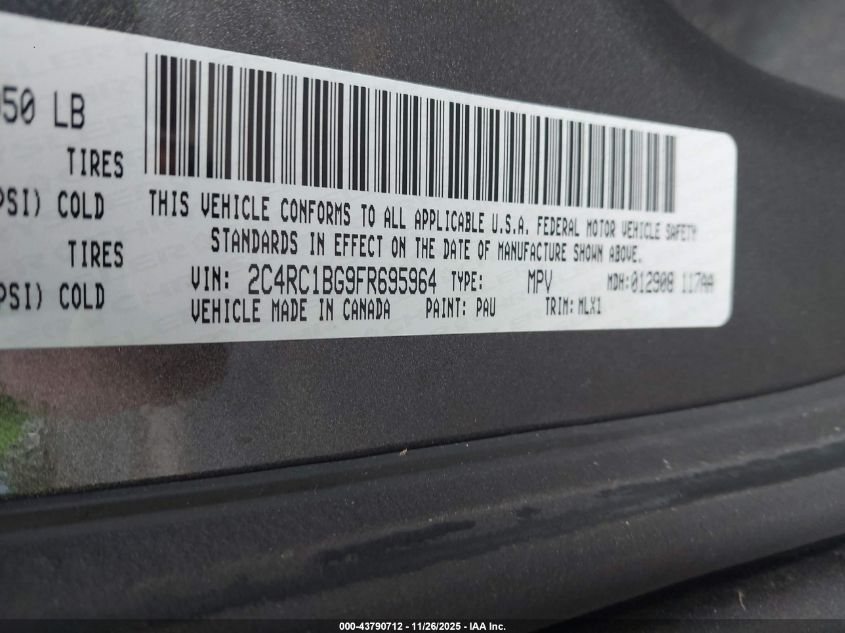 50 LB
TIRES
PSI) COLD
TIRES
PSI) COLD
THIS VEHICLE CONFORMS TO ALL APPLICABLE U.S.A. FEDERAL MOTOR VEHICLE SAFETY
STANDARDS IN EFFECT ON THE DATE OF MANUFACTURE SHOWN ABOVE.
VIN: 2C4RC1BG9FR695964 TYPE: MPV MDH:012908 117AA
VEHICLE MADE IN CANADA PAINT: PAU TRIM: MLX1
000-43790712 - 11/26/2025 - IAA Inc.